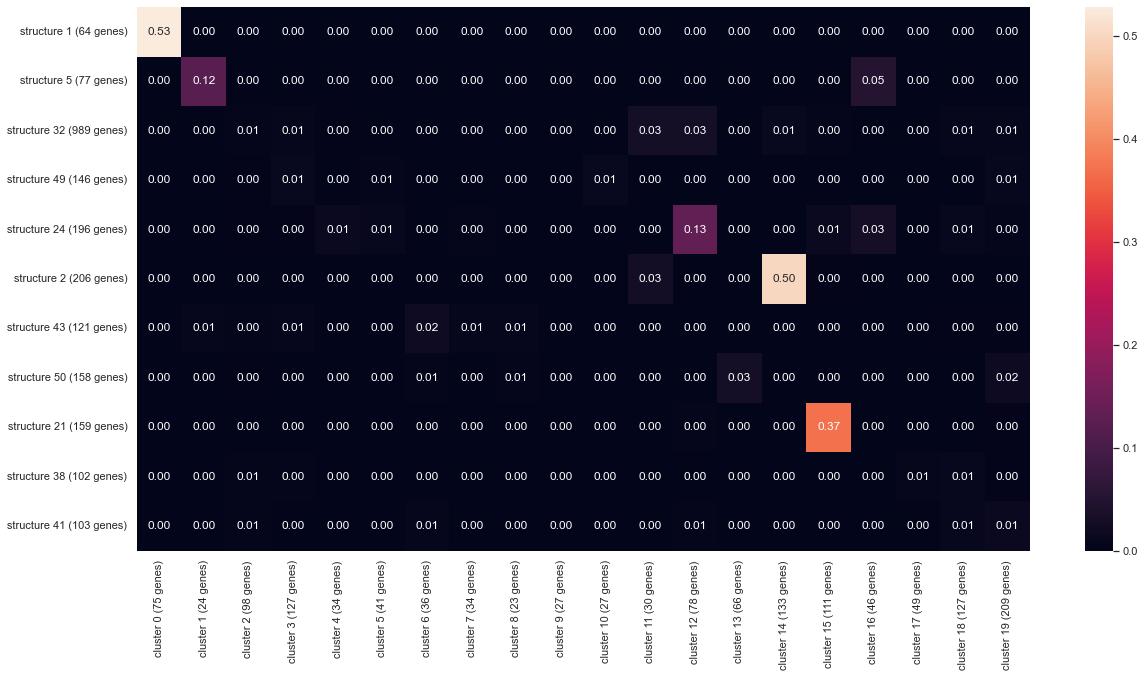 structure 1 (64 genes) 0.53 0.00 0.00 0.00 0.00 0.00 0.00 0.00 0.00 0.00 0.00 0.00 0.00 0.00 0.00 0.00 0.00 0.00 0.00 0.00
structure 5 (77 genes) 0.00 0.12 0.00 0.00 0.00 0.00 0.00 0.00 0.00 0.00 0.00 0.00 0.00 0.00 0.00 0.00 0.05 0.00 0.00 0.00
structure 32 (989 genes) 0.00 0.00 0.01 0.01 0.00 0.00 0.00 0.00 0.00 0.00 0.00 0.03 0.03 0.00 0.01 0.00 0.00 0.00 0.01 0.01
structure 49 (146 genes) 0.00 0.00 0.00 0.01 0.00 0.01 0.00 0.00 0.00 0.00 0.01 0.00 0.00 0.00 0.00 0.00 0.00 0.00 0.00 0.01
structure 24 (196 genes) 0.00 0.00 0.00 0.00 0.01 0.01 0.00 0.00 0.00 0.00 0.00 0.00 0.13 0.00 0.00 0.01 0.03 0.00 0.01 0.00
structure 2 (206 genes) 0.00 0.00 0.00 0.00 0.00 0.00 0.00 0.00 0.00 0.00 0.00 0.03 0.00 0.00 0.50 0.00 0.00 0.00 0.00 0.00
structure 43 (121 genes) 0.00 0.01 0.00 0.01 0.00 0.00 0.02 0.01 0.01 0.00 0.00 0.00 0.00 0.00 0.00 0.00 0.00 0.00 0.00 0.00
structure 50 (158 genes) 0.00 0.00 0.00 0.00 0.00 0.00 0.01 0.00 0.01 0.00 0.00 0.00 0.00 0.03 0.00 0.00 0.00 0.00 0.00 0.02
structure 21 (159 genes) 0.00 0.00 0.00 0.00 0.00 0.00 0.00 0.00 0.00 0.00 0.00 0.00 0.00 0.00 0.00 0.37 0.00 0.00 0.00 0.00
structure 38 (102 genes) 0.00 0.00 0.01 0.00 0.00 0.00 0.00 0.00 0.00 0.00 0.00 0.00 0.00 0.00 0.00 0.00 0.00 0.01 0.01 0.00
structure 41 (103 genes) 0.00 0.00 0.01 0.00 0.00 0.00 0.01 0.00 0.00 0.00 0.00 0.00 0.01 0.00 0.00 0.00 0.00 0.00 0.01 0.01
cluster 0 (75 genes)
cluster 1 (24 genes)
cluster 2 (98 genes)
cluster 3 (127 genes)
cluster 4 (34 genes)
cluster 5 (41 genes)
cluster 6 (36 genes)
cluster 7 (34 genes)
cluster 8 (23 genes)
cluster 9 (27 genes)
cluster 10 (27 genes)
cluster 11 (30 genes)
cluster 12 (78 genes)
cluster 13 (66 genes)
cluster 14 (133 genes)
cluster 15 (111 genes)
cluster 16 (46 genes)
cluster 17 (49 genes)
cluster 18 (127 genes)
cluster 19 (209 genes)
0.5
0.4
0.3
0.2
0.1
0.0